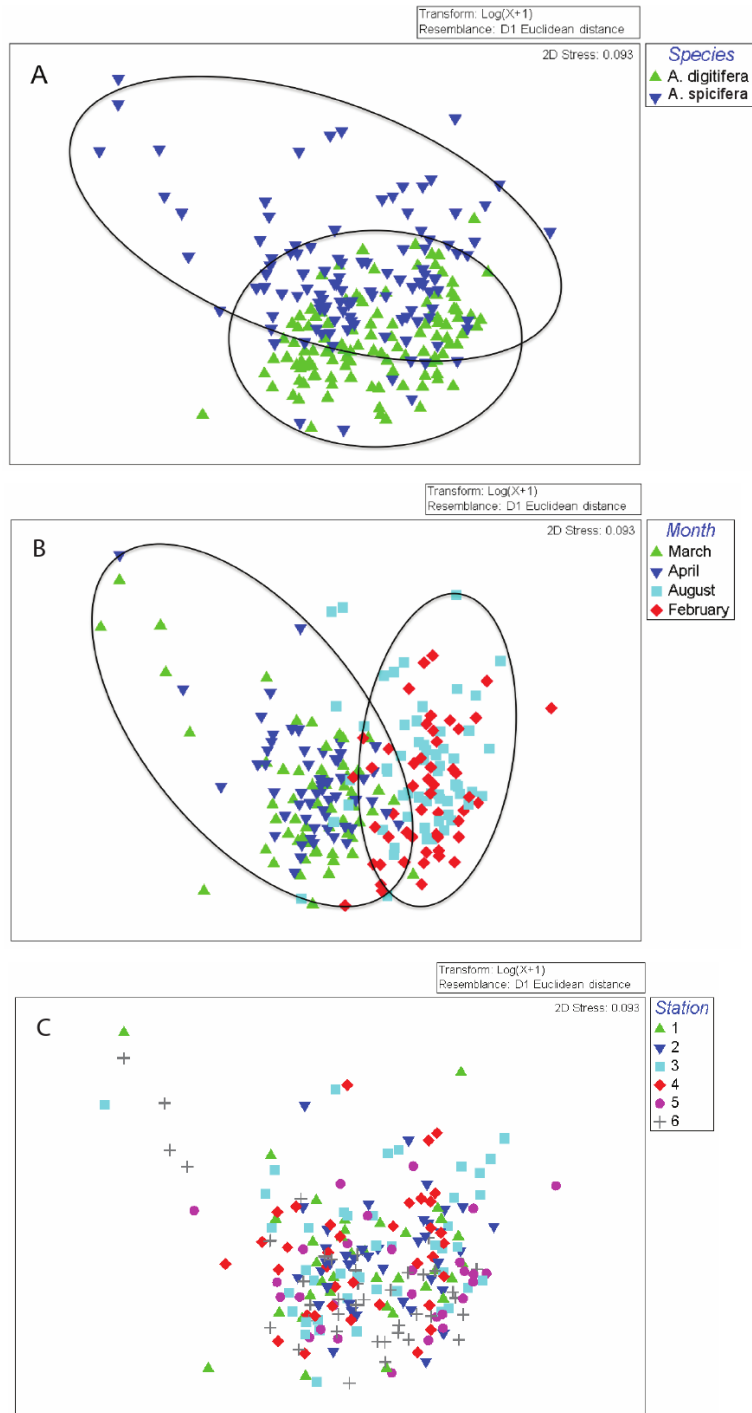 Transform: Log(X+1)
Resemblance: D1 Euclidean distance
A
2D Stress: 0.093
Species
A. digitifera
A. spicifera
Transform: Log(X+1)
Resemblance: D1 Euclidean distance
B
2D Stress: 0.093
Month
March
April
August
February
Transform: Log(X+1)
Resemblance: D1 Euclidean distance
C
2D Stress: 0.093
Station
1
2
3
4
5
6